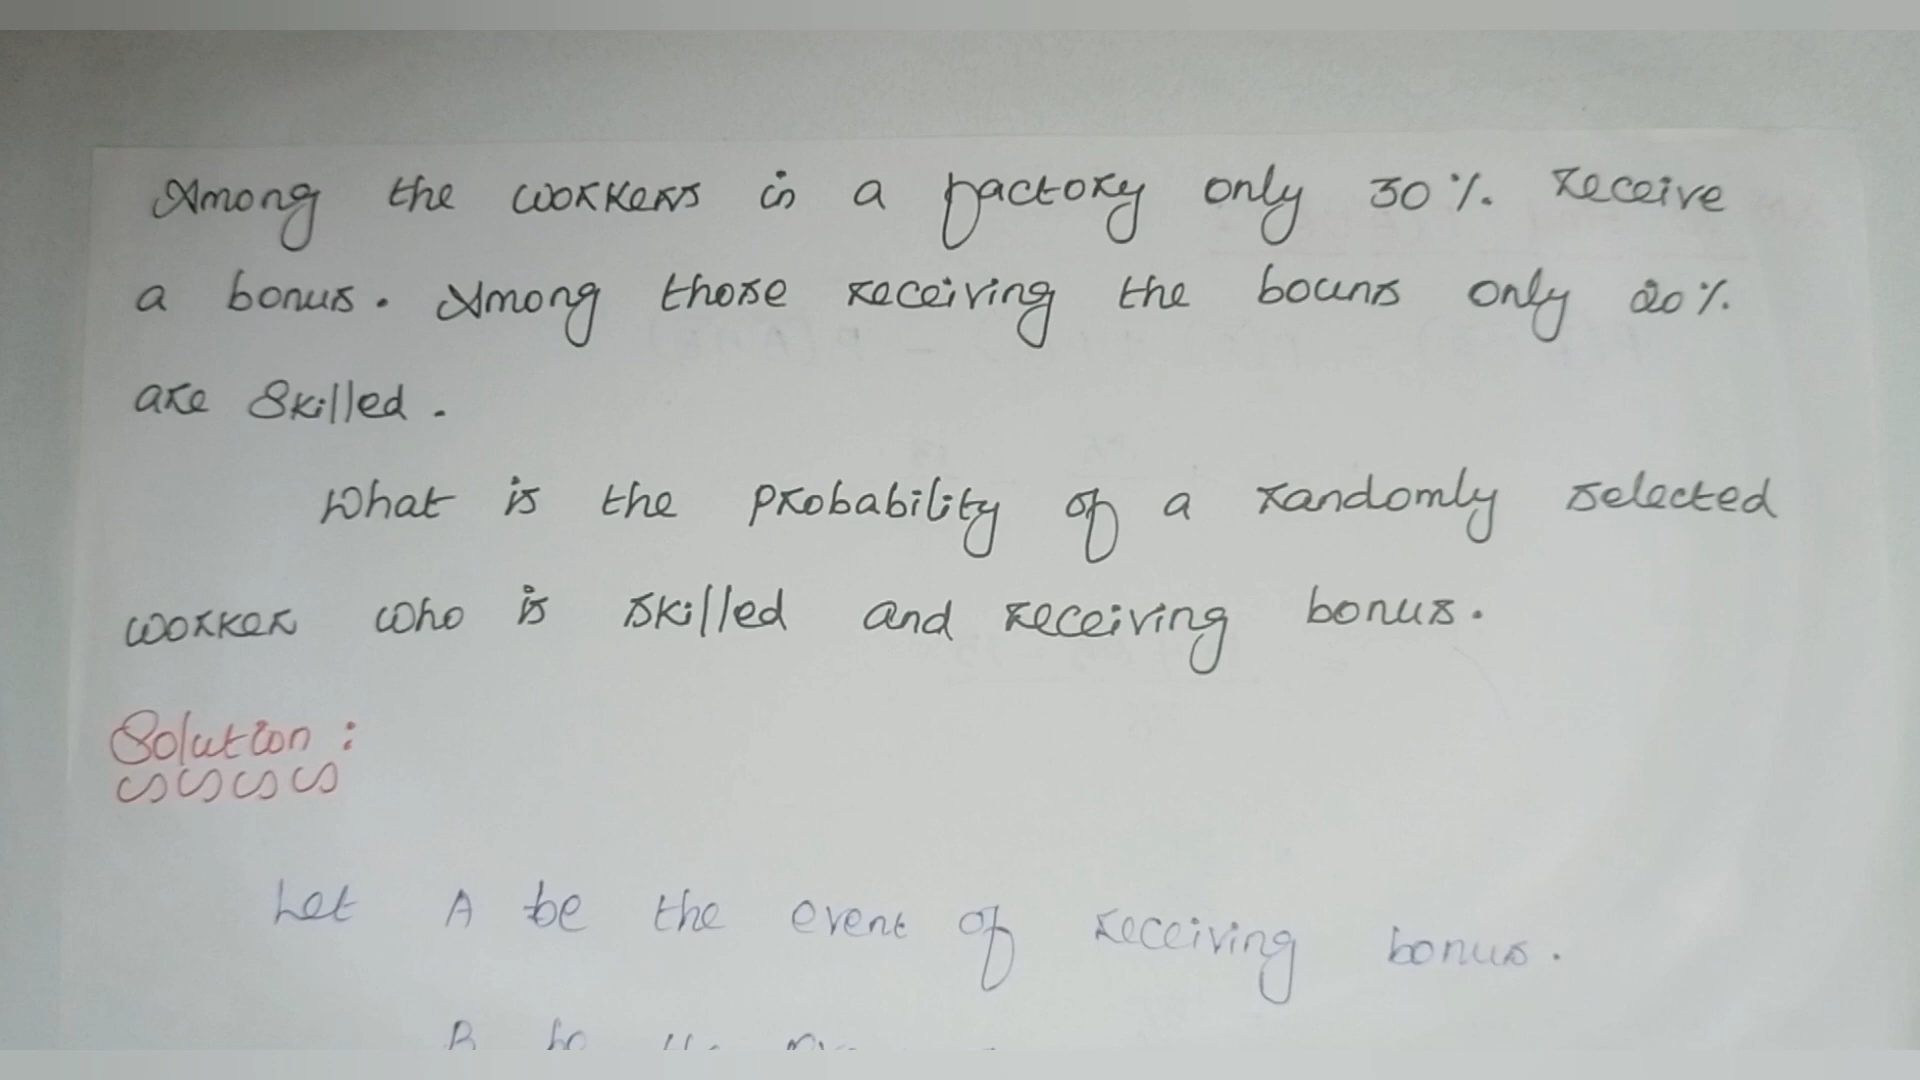 Among the workers in a factory only 30%. receive
a bonus. Among those receiving the bouns only 20%.
are Skilled.
What is the probability of a randomly selected
worker who is skilled and receiving bonus.
Solution:
Let A be the event of receiving bonus.
B be the